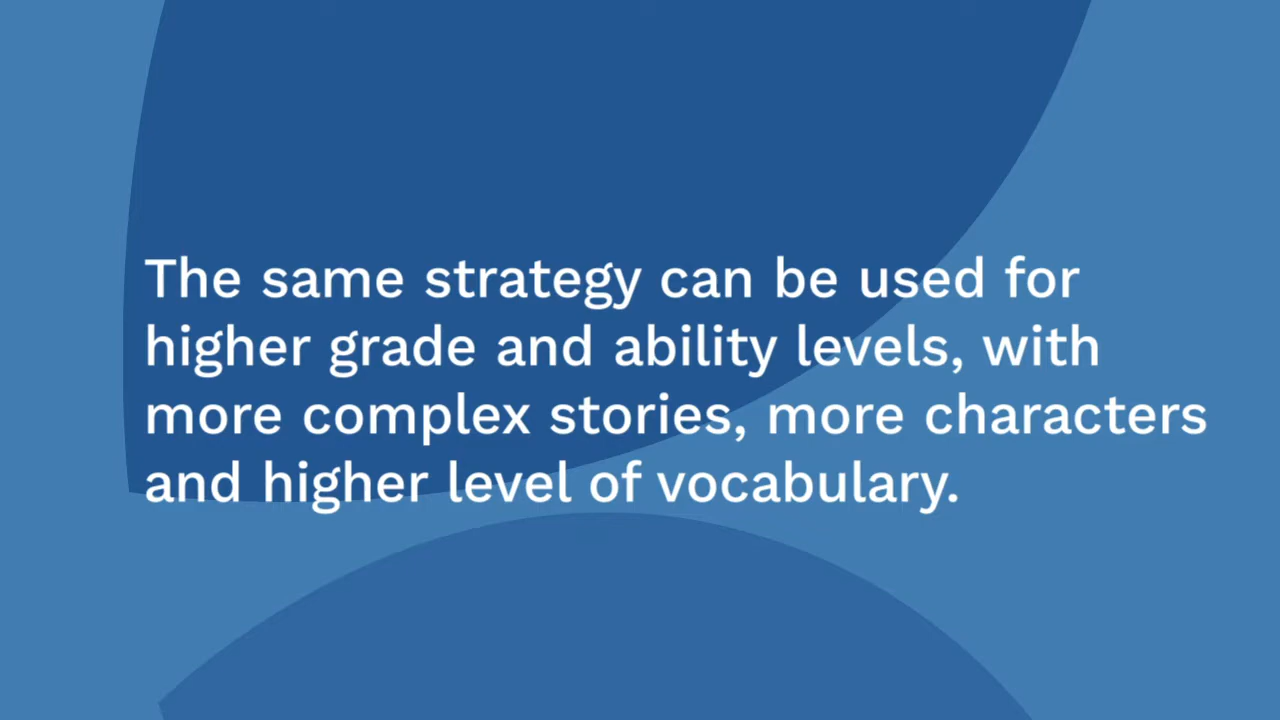 The same strategy can be used for
higher grade and ability levels, with
more complex stories, more characters
and higher level of vocabulary.